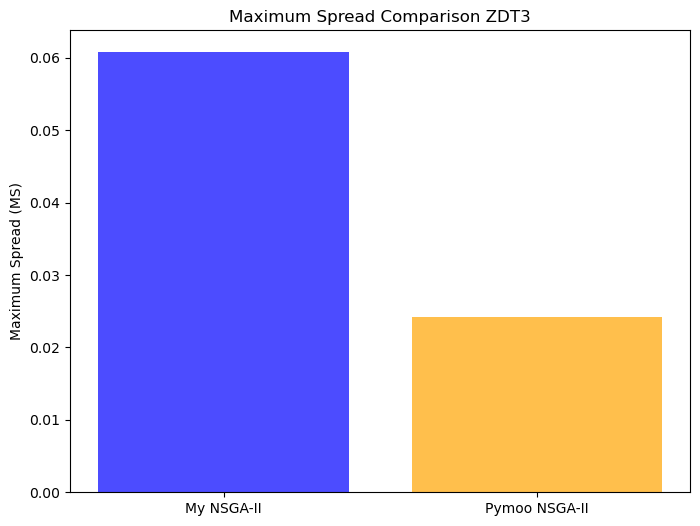 Maximum Spread Comparison ZDT3
Maximum Spread (MS)
0.06
0.05
0.04
0.03
0.02
0.01
0.00
My NSGA-II
Pymoo NSGA-II